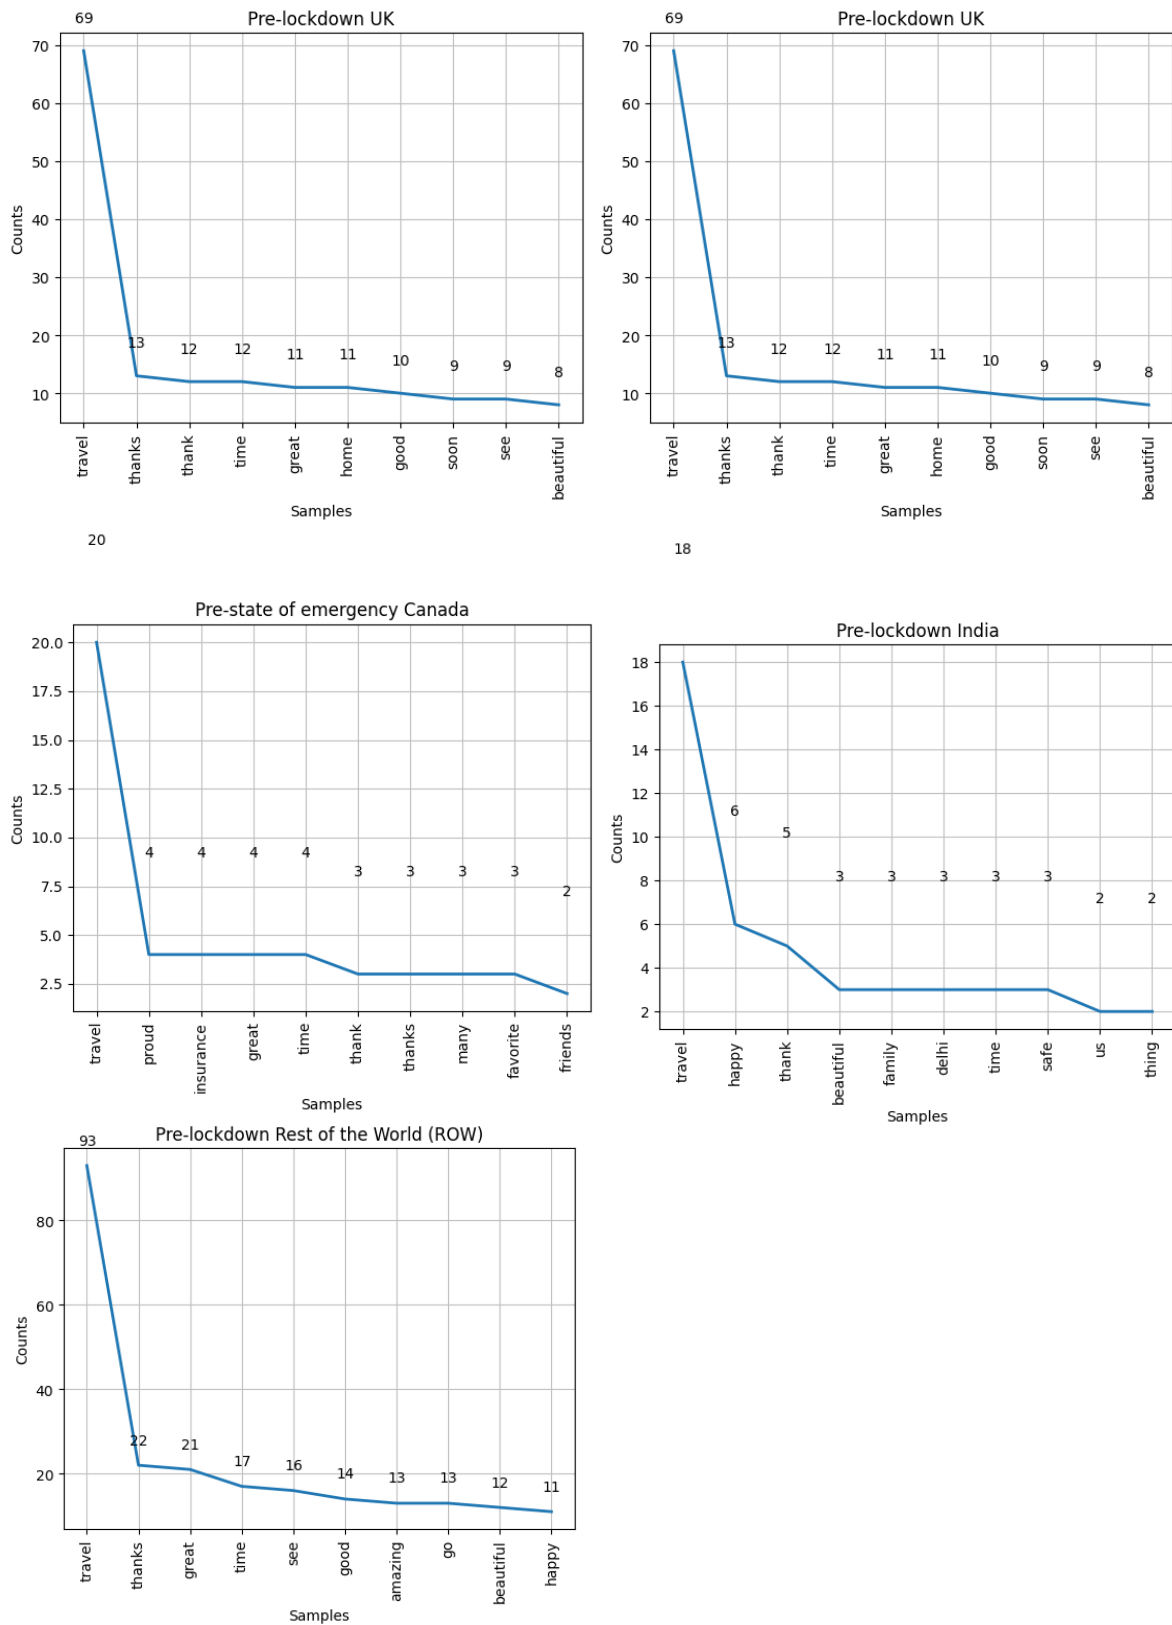 69
Pre-lockdown UK
70
60
50
40
30
20
10
Counts
13
12
12
11
11
10
9
9
8
travel
thanks
thank
time
great
home
good
soon
see
beautiful
Samples
69
Pre-lockdown UK
70
60
50
40
30
20
10
Counts
13
12
12
11
11
10
9
9
8
travel
thanks
thank
time
great
home
good
soon
see
beautiful
Samples
20
Pre-state of emergency Canada
20.0
17.5
15.0
12.5
10.0
7.5
5.0
2.5
Counts
4
4
4
4
3
3
3
3
2
travel
proud
insurance
great
time
thank
thanks
many
favorite
friends
Samples
18
Pre-lockdown India
18
16
14
12
10
8
6
4
2
Counts
6
5
3
3
3
3
3
2
2
travel
happy
thank
beautiful
family
delhi
time
safe
us
thing
Samples
93
Pre-lockdown Rest of the World (ROW)
80
60
40
20
Counts
22
21
17
16
14
13
13
12
11
travel
thanks
great
time
see
good
amazing
go
beautiful
happy
Samples